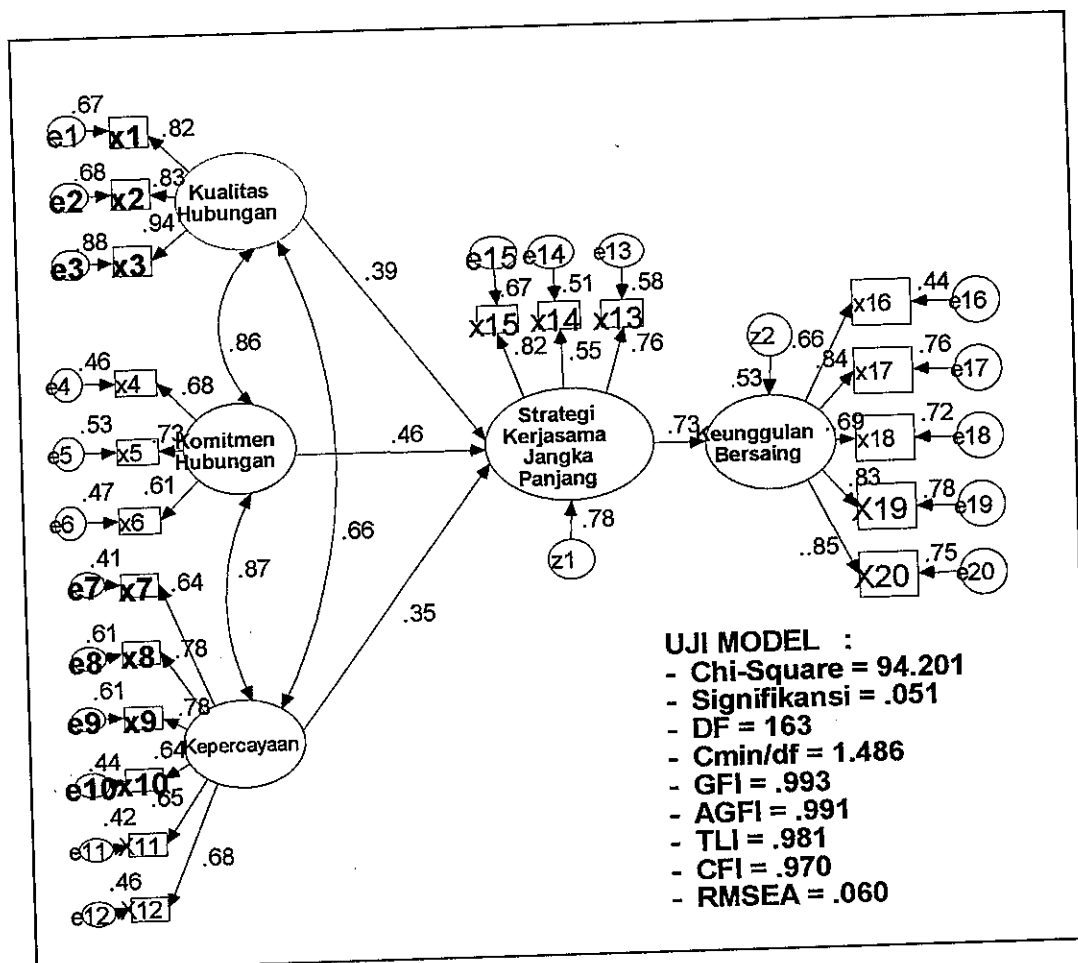 .67
e1 x1 .82
.68
e2 x2 .83
.88 .94
e3 x3
Kualitas
Hubungan
.39
.86
.46
e4 x4 .68
.53
e5 x5 .73
.47 .61
e6 x6
Komitmen
Hubungan
.46
.66
.87
.41
e7 x7 .64
.61
e8 x8 .78
.61
e9 x9 .78
.44 .64
e10 x10
.42 .65
e11 X11
.46 .68
e12 X12
Kepercayaan
.35
e15 e14 e13
.67 .51 .58
x15 x14 x13
.82 .55 .76
Strategi
Kerjasama
Jangka
Panjang
.78
z1
.73
z2
.53
Keunggulan
Bersaing
.66 x16 .44 e16
.84 x17 .76 e17
.69 x18 .72 e18
.83 X19 .78 e19
..85 X20 .75 e20
UJI MODEL :
- Chi-Square = 94.201
- Signifikansi = .051
- DF = 163
- Cmin/df = 1.486
- GFI = .993
- AGFI = .991
- TLI = .981
- CFI = .970
- RMSEA = .060